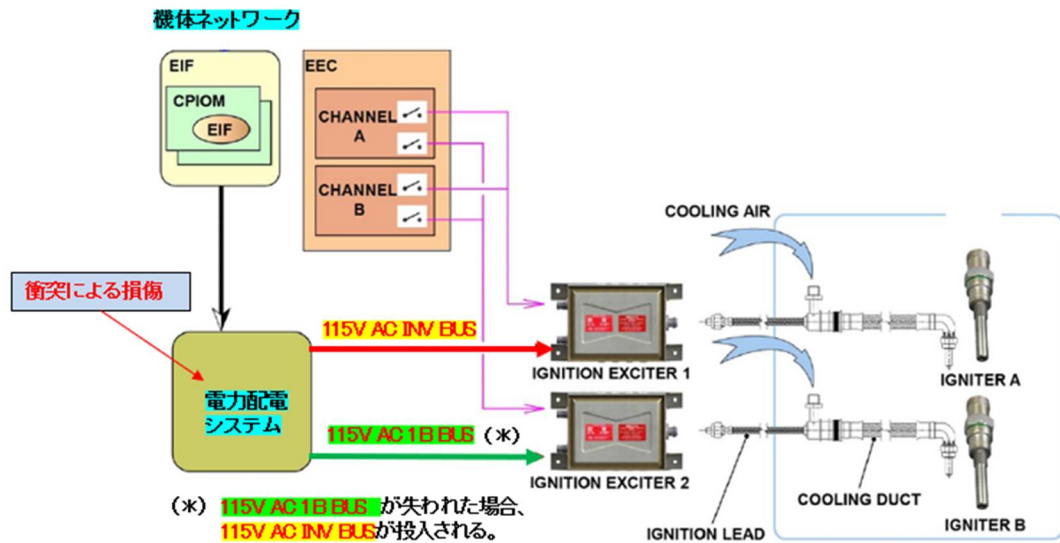 機体ネットワーク
EIF
CPIOM
EIF
EEC
CHANNEL
A
CHANNEL
B
衝突による損傷
電力配電
システム
115V AC INV BUS
115V AC 1B BUS (*)
IGNITION EXCITER 1
IGNITION EXCITER 2
COOLING AIR
IGNITER A
IGNITER B
COOLING DUCT
IGNITION LEAD
(*) 115V AC 1B BUS が失われた場合、
115V AC INV BUSが投入される。